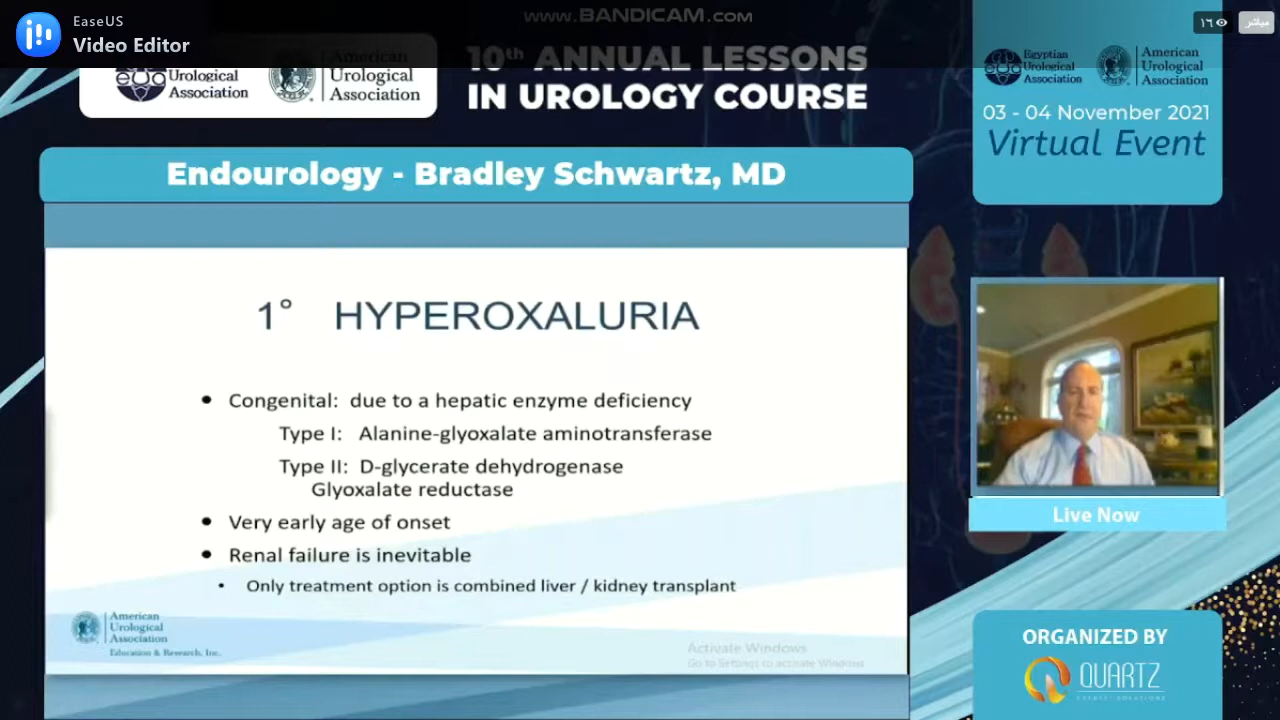 www.BANDICAM.com
EaseUS
Video Editor
١٦
مباشر
Urological
Association
American
Urological
Association
10th ANNUAL LESSONS
IN UROLOGY COURSE
Egyptian
Urological
Association
American
Urological
Association
03 - 04 November 2021
Virtual Event
Endourology - Bradley Schwartz, MD
1° HYPEROXALURIA
• Congenital: due to a hepatic enzyme deficiency
Type I: Alanine-glyoxalate aminotransferase
Type II: D-glycerate dehydrogenase
Glyoxalate reductase
• Very early age of onset
• Renal failure is inevitable
• Only treatment option is combined liver / kidney transplant
American
Urological
Association
Education & Research, Inc.
Activate Windows
Go to Settings to activate Windows
Live Now
ORGANIZED BY
QUARTZ